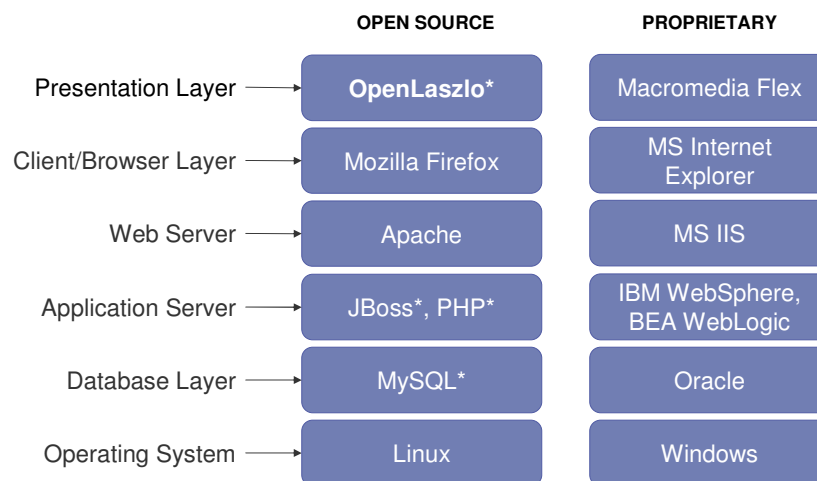 OPEN SOURCE PROPRIETARY
Presentation Layer OpenLaszlo* Macromedia Flex
Client/Browser Layer Mozilla Firefox MS Internet
Explorer
Web Server Apache MS IIS
Application Server JBoss*, PHP* IBM WebSphere,
BEA WebLogic
Database Layer MySQL* Oracle
Operating System Linux Windows